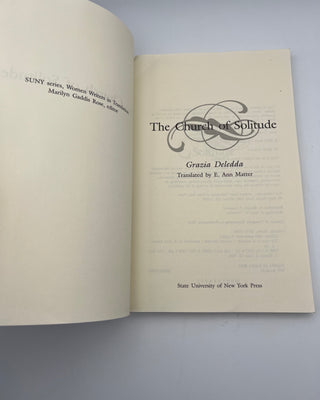 SUNY series, Women Writers in Translation
Marilyn Gaddis Rose, editor
The Church of Solitude
Grazia Deledda
Translated by E. Ann Matter
State University of New York Press